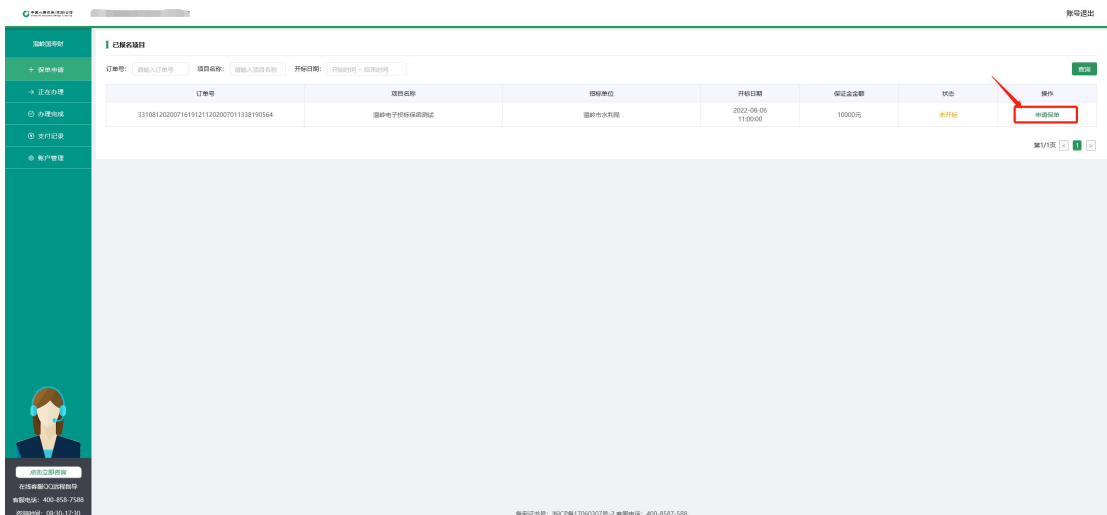 账号退出
温岭国寿财
已报名项目
+ 保单申请
订单号: 请输入订单号 项目名称: 请输入项目名称 开标日期: 开始时间 - 结束时间 查询
→ 正在办理
订单号 项目名称 招标单位 开标日期 保证金金额 状态 操作
办理完成
331081202007161912112020070113381905​64 温岭电子投标保函测试 温岭市水利局 2022-08-06 10000元 未开标 申请保单
11:00:00
支付记录
第1/1页 < 1 >
账户管理
点击立即咨询
在线客服QQ远程指导
客服电话: 400-858-7588
咨询时间: 08:30-17:30